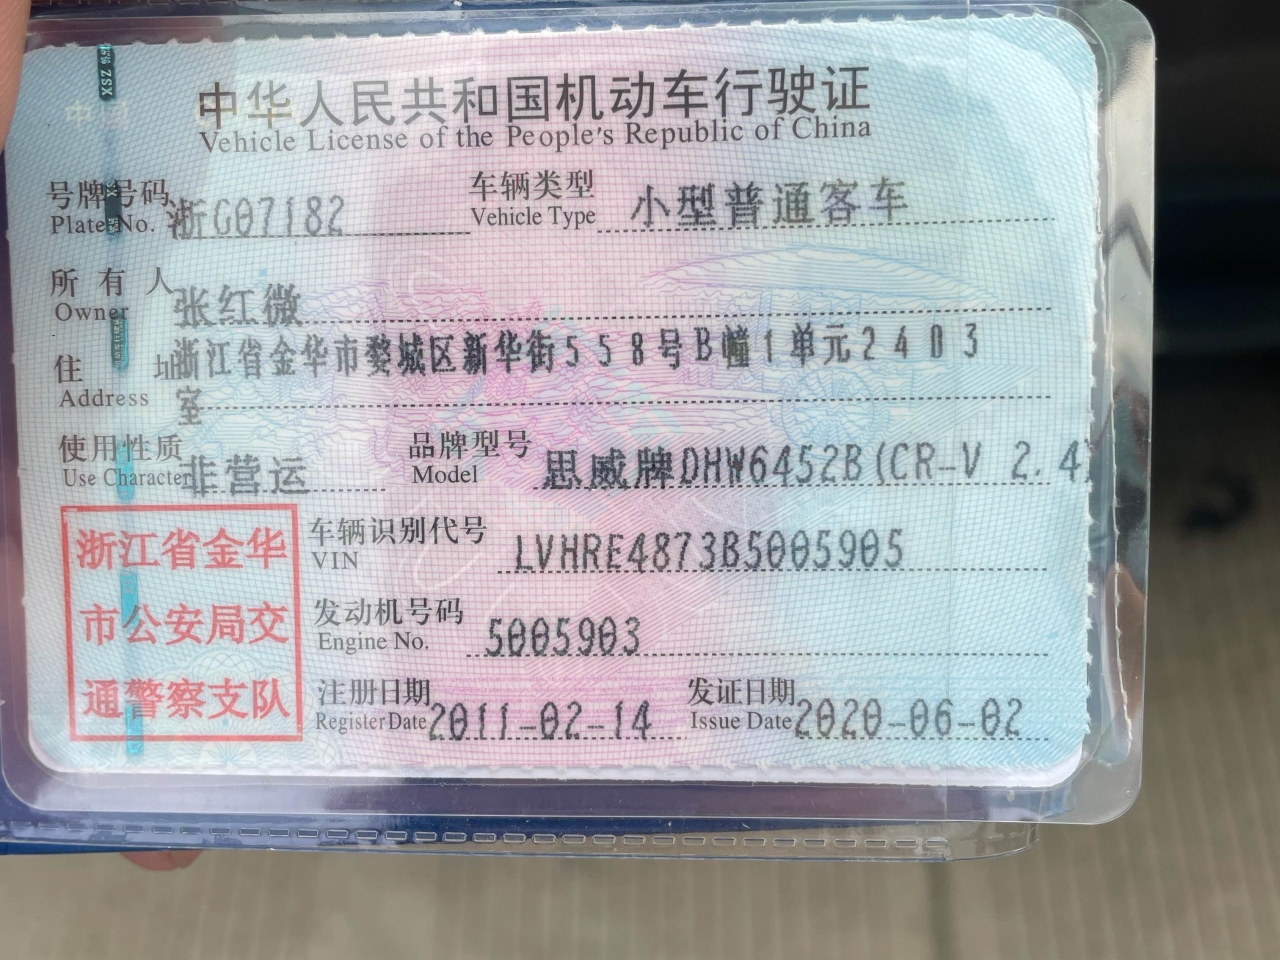 中华人民共和国机动车行驶证
Vehicle License of the People's Republic of China
号牌号码 浙G07182 车辆类型 小型普通客车
Plate No. Vehicle Type
所有人 张红微
Owner
住址 浙江省金华市婺城区新华街558号B幢1单元2403
Address 室
使用性质 非营运 品牌型号 思威牌DHW6452B(CR-V 2.4)
Use Character Model
浙江省金华
市公安局交
通警察支队
车辆识别代号 LVHRE4873B5005905
VIN
发动机号码 5005903
Engine No.
注册日期 2011-02-14 发证日期 2020-06-02
Register Date Issue Date
XSZ